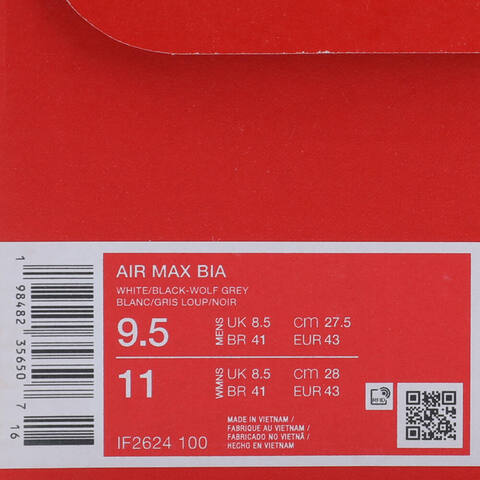 AIR MAX BIA
WHITE/BLACK-WOLF GREY
BLANC/GRIS LOUP/NOIR
9.5 MENS UK 8.5 cm 27.5
BR 41 EUR 43
11 WMNS UK 8.5 cm 28
BR 41 EUR 43
RFID
MADE IN VIETNAM /
FABRIQUE AU VIETNAM /
FABRICADO NO VIETNÃ /
HECHO EN VIETNAM
IF2624 100
1 98482 35650 7 16